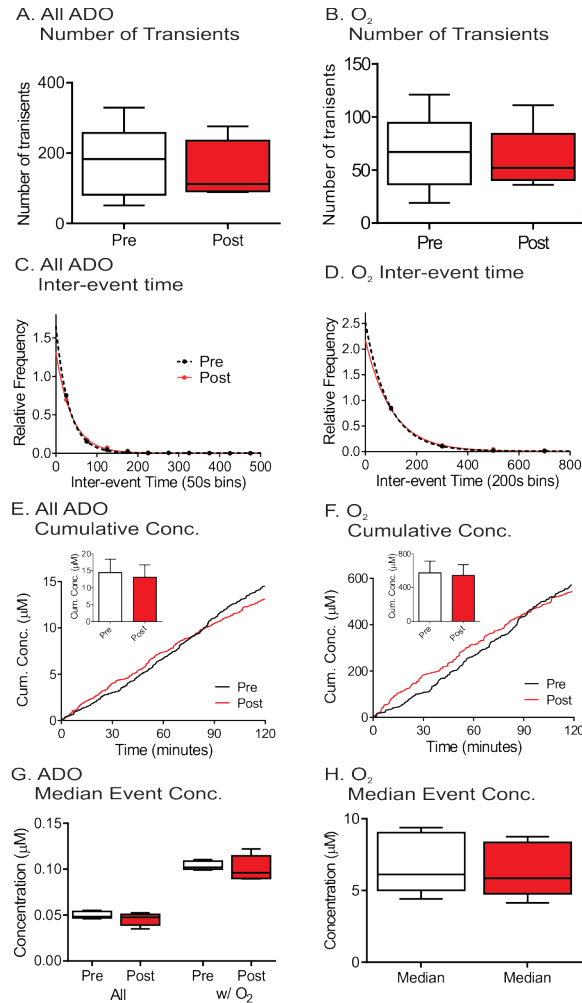 A. All ADO
Number of Transients
Number of tranisents
400
200
0
Pre
Post
B. O₂
Number of Transients
Number of transients
150
100
50
0
Pre
Post
C. All ADO
Inter-event time
Relative Frequency
1.5
1.0
0.5
0.0
0
100
200
300
400
500
Pre
Post
Inter-event Time (50s bins)
D. O₂ Inter-event time
Relative Frequency
2.5
2.0
1.5
1.0
0.5
0.0
0
200
400
600
800
Inter-event Time (200s bins)
E. All ADO
Cumulative Conc.
Cum. Conc. (μM)
15
10
5
0
0
30
60
90
120
Time (minutes)
Pre
Post
Cum. Conc. (μM)
20
15
10
5
0
Pre
Post
F. O₂
Cumulative Conc.
Cum. Conc. (μM)
600
400
200
0
0
30
60
90
120
Time (minutes)
Pre
Post
Cum. Conc. (μM)
800
400
0
Pre
Post
G. ADO
Median Event Conc.
Concentration (μM)
0.15
0.10
0.05
0.00
Pre
Post
Pre
Post
All
w/ O₂
H. O₂
Median Event Conc.
Concentration (μM)
10
5
0
Median
Median